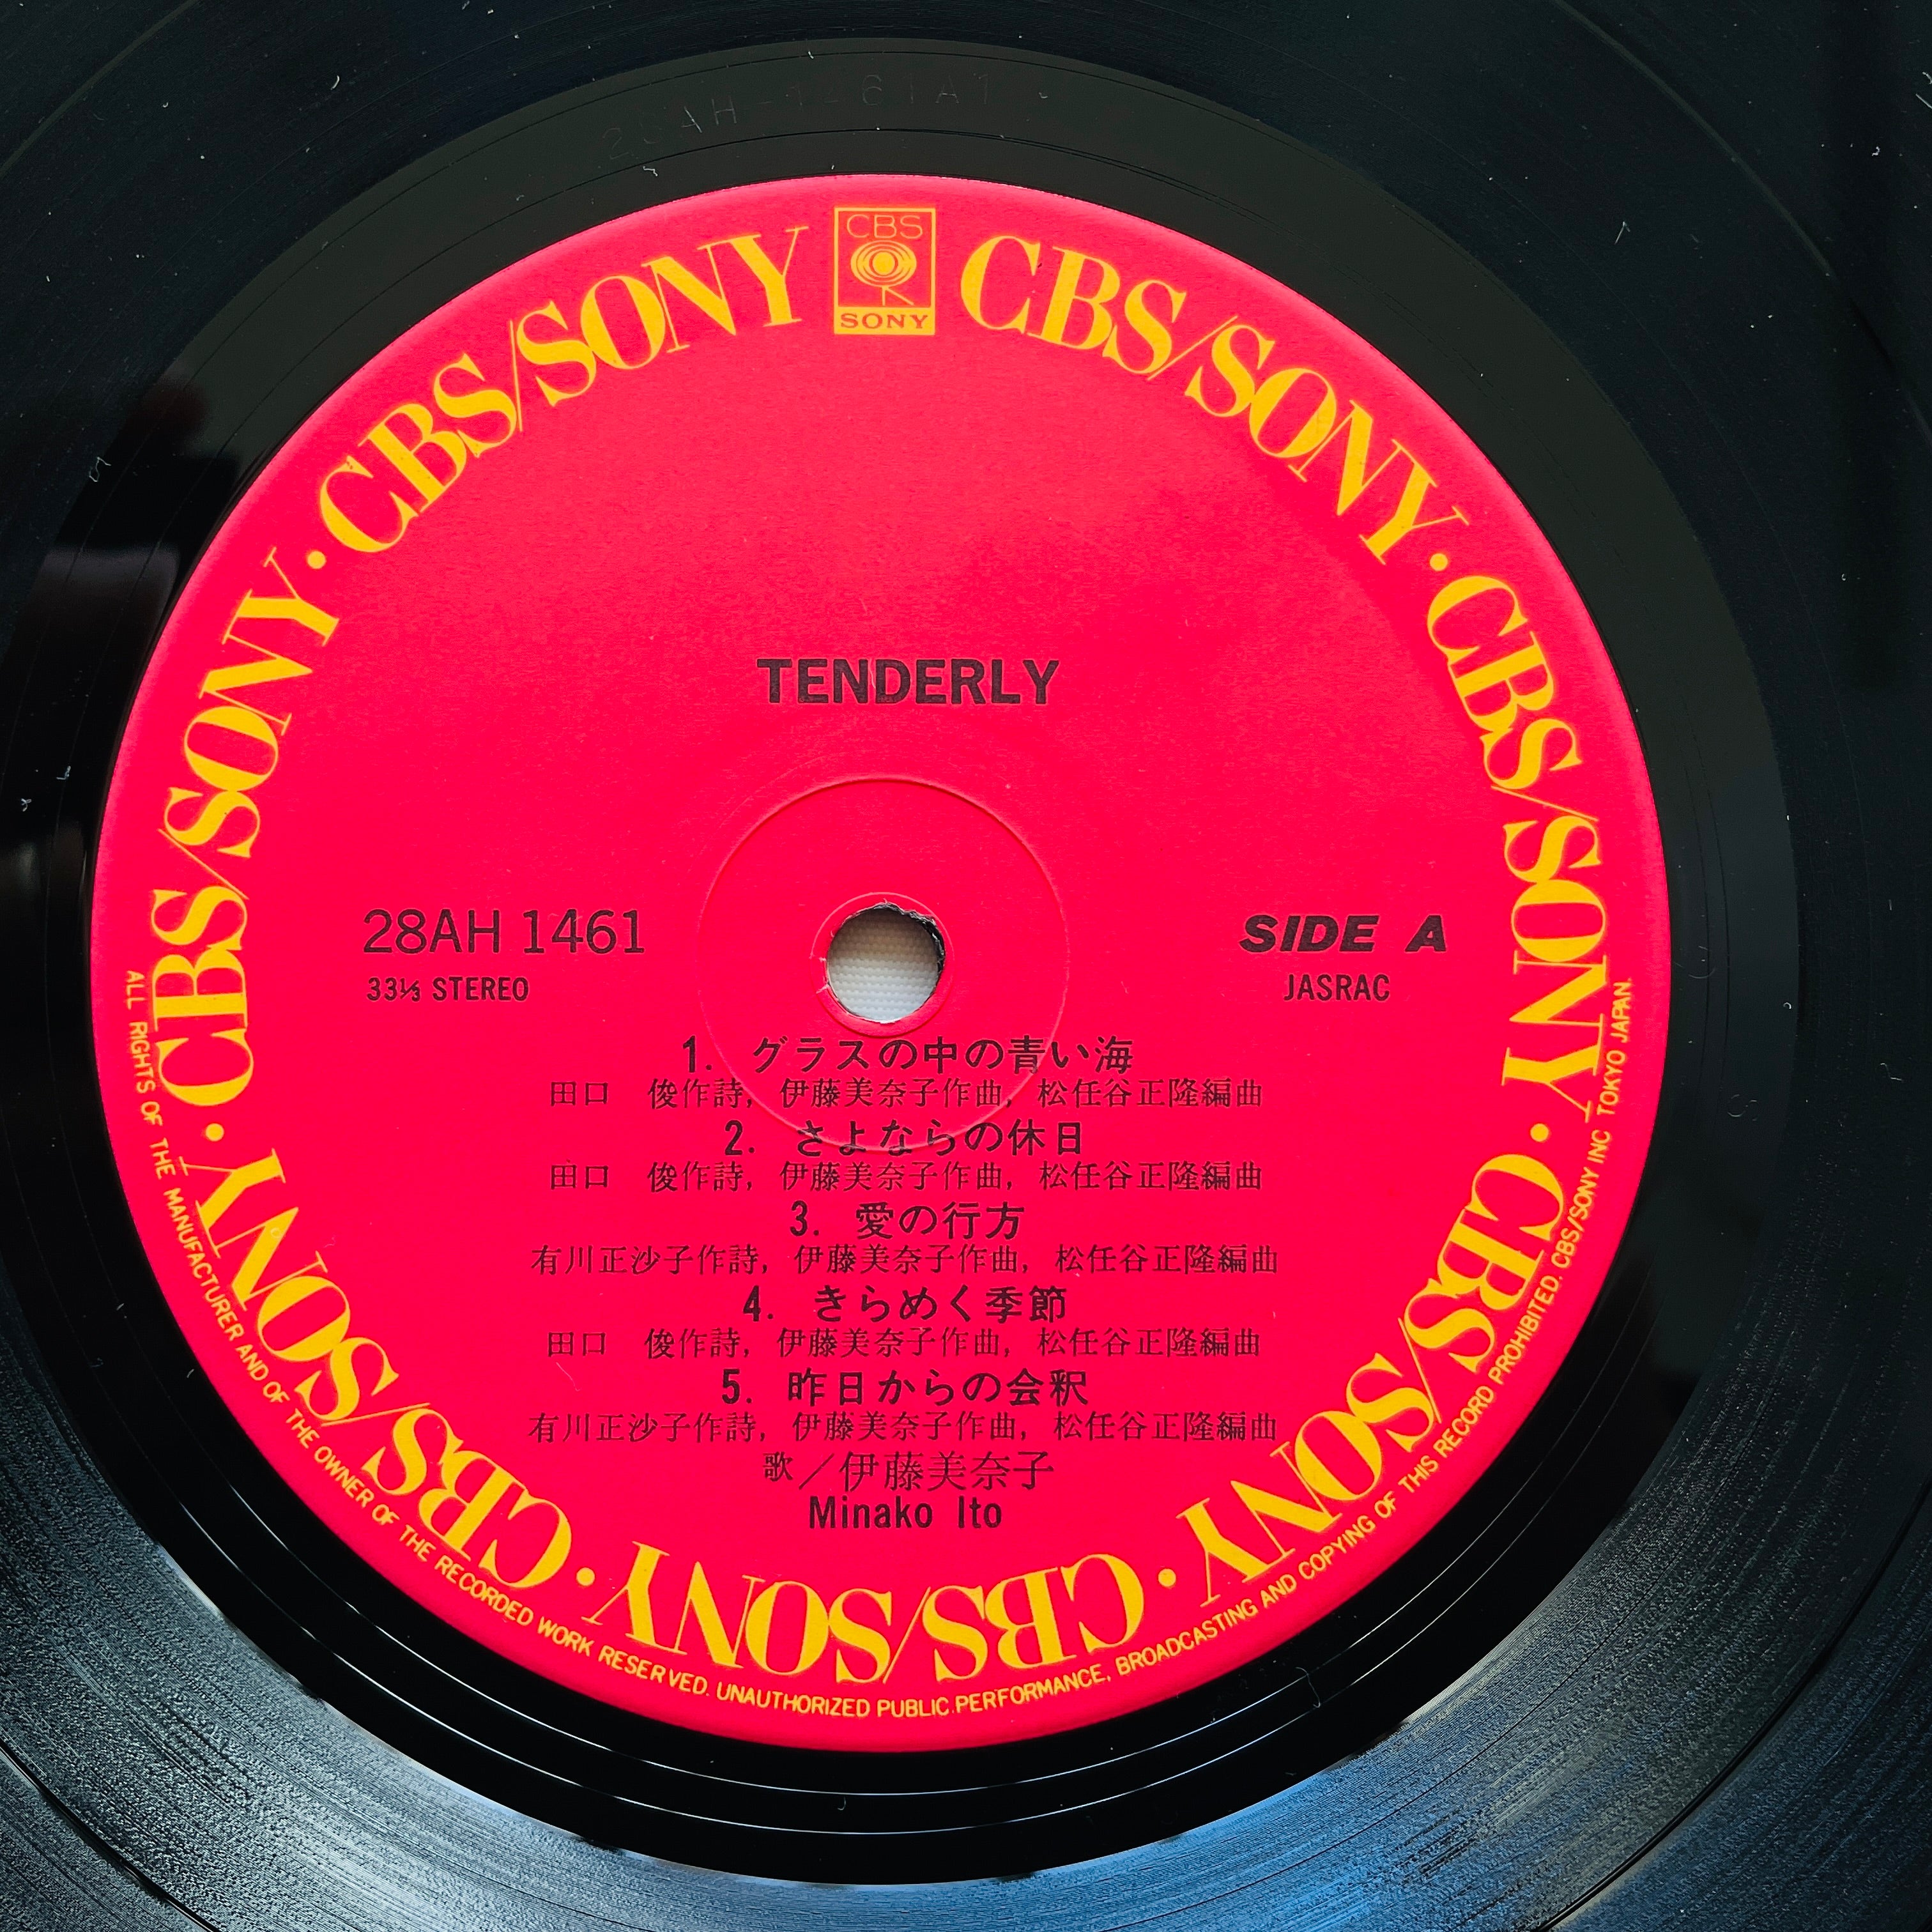 28AH-1461A1
CBS
SONY
CBS/SONY · CBS/SONY · CBS/SONY · CBS/SONY · CBS/SONY · CBS/SONY · CBS/SONY · CBS/SONY
TENDERLY
28AH 1461
SIDE A
33⅓ STEREO
JASRAC
1. グラスの中の青い海
田口 俊作詩, 伊藤美奈子作曲, 松任谷正隆編曲
2. さよならの休日
田口 俊作詩, 伊藤美奈子作曲, 松任谷正隆編曲
3. 愛の行方
有川正沙子作詩, 伊藤美奈子作曲, 松任谷正隆編曲
4. きらめく季節
田口 俊作詩, 伊藤美奈子作曲, 松任谷正隆編曲
5. 昨日からの会釈
有川正沙子作詩, 伊藤美奈子作曲, 松任谷正隆編曲
歌／伊藤美奈子
Minako Ito
ALL RIGHTS OF THE MANUFACTURER AND OF THE OWNER OF THE RECORDED WORK RESERVED. UNAUTHORIZED PUBLIC PERFORMANCE, BROADCASTING AND COPYING OF THIS RECORD PROHIBITED. CBS/SONY INC TOKYO JAPAN